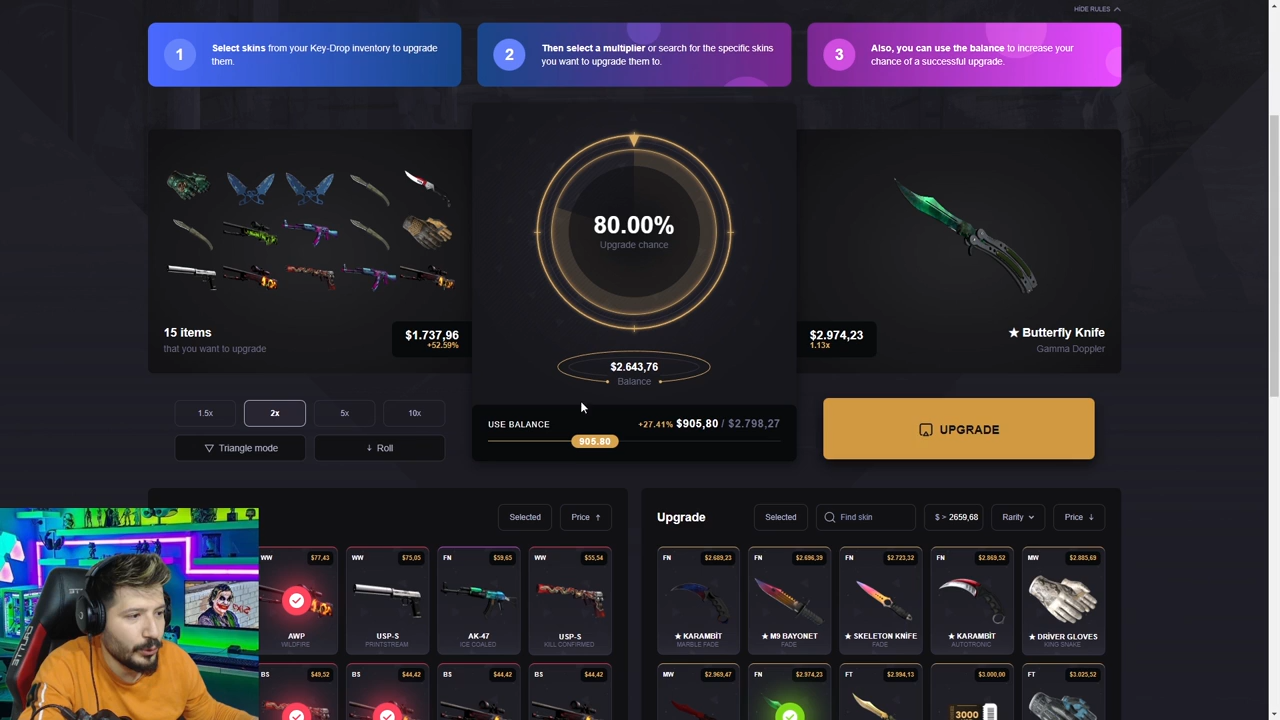 HİDE RULES
1
Select skins from your Key-Drop inventory to upgrade
them.
2
Then select a multiplier or search for the specific skins
you want to upgrade them to.
3
Also, you can use the balance to increase your
chance of a successful upgrade.
80.00%
Upgrade chance
15 items
that you want to upgrade
$1.737,96
+52.59%
$2.974,23
1.13x
★ Butterfly Knife
Gamma Doppler
$2.643,76
Balance
1.5x
2x
5x
10x
USE BALANCE
+27.41% $905,80 / $2.798,27
905.80
UPGRADE
Triangle mode
Roll
Selected
Price
Upgrade
Selected
Find skin
$ > 2659,68
Rarity
Price
WW
$77,43
AWP
WILDFIRE
WW
$75,05
USP-S
PRINTSTREAM
FN
$59,65
AK-47
ICE COALED
WW
$55,54
USP-S
KILL CONFIRMED
FN
$2.689,23
★ KARAMBİT
MARBLE FADE
FN
$2.696,39
★ M9 BAYONET
FADE
FN
$2.723,32
★ SKELETON KNİFE
FADE
FN
$2.869,52
★ KARAMBİT
AUTOTRONIC
MW
$2.885,69
★ DRİVER GLOVES
KING SNAKE
BS
$49,52
BS
$44,42
BS
$44,42
BS
$44,42
MW
$2.969,47
FN
$2.974,23
FT
$2.994,13
$3.000,00
3000
FT
$3.025,52